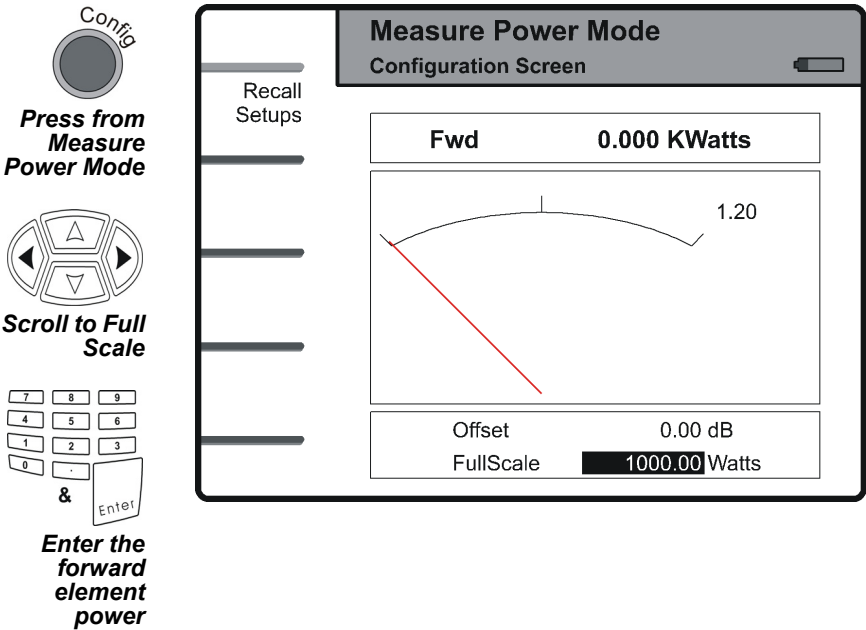 Config
Press from
Measure
Power Mode
Scroll to Full
Scale
7 8 9
4 5 6
1 2 3
0 .
&
Enter
Enter the
forward
element
power
Measure Power Mode
Configuration Screen
Recall
Setups
Fwd 0.000 KWatts
1.20
Offset 0.00 dB
FullScale 1000.00 Watts